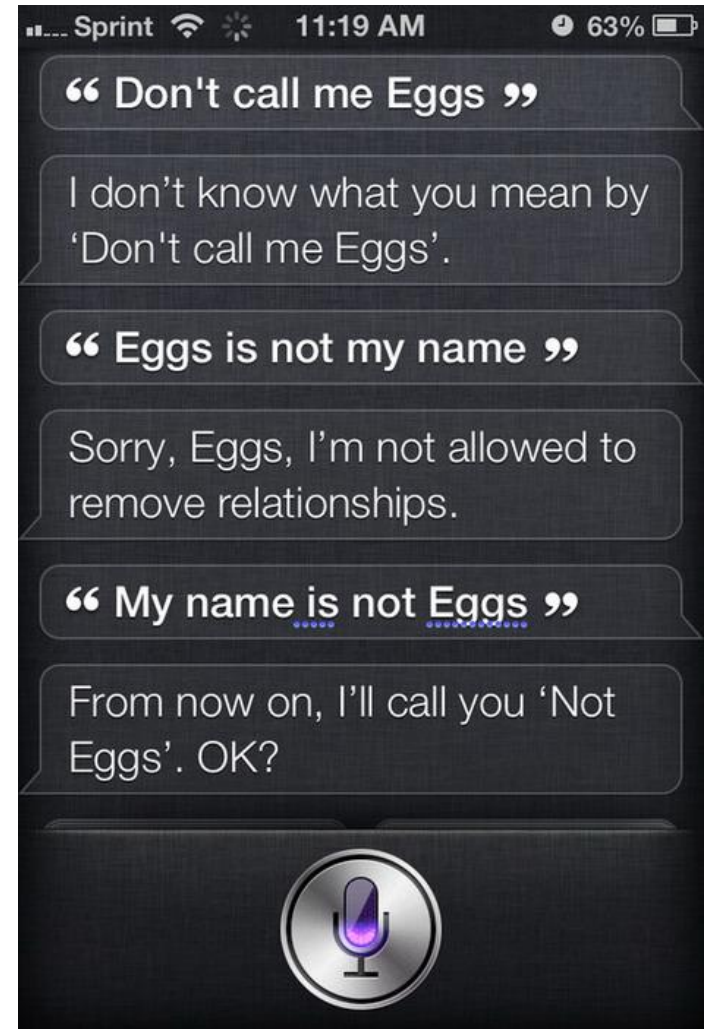 Sprint 11:19 AM 63%
“ Don't call me Eggs ”
I don’t know what you mean by
‘Don't call me Eggs’.
“ Eggs is not my name ”
Sorry, Eggs, I’m not allowed to
remove relationships.
“ My name is not Eggs ”
From now on, I’ll call you ‘Not
Eggs’. OK?